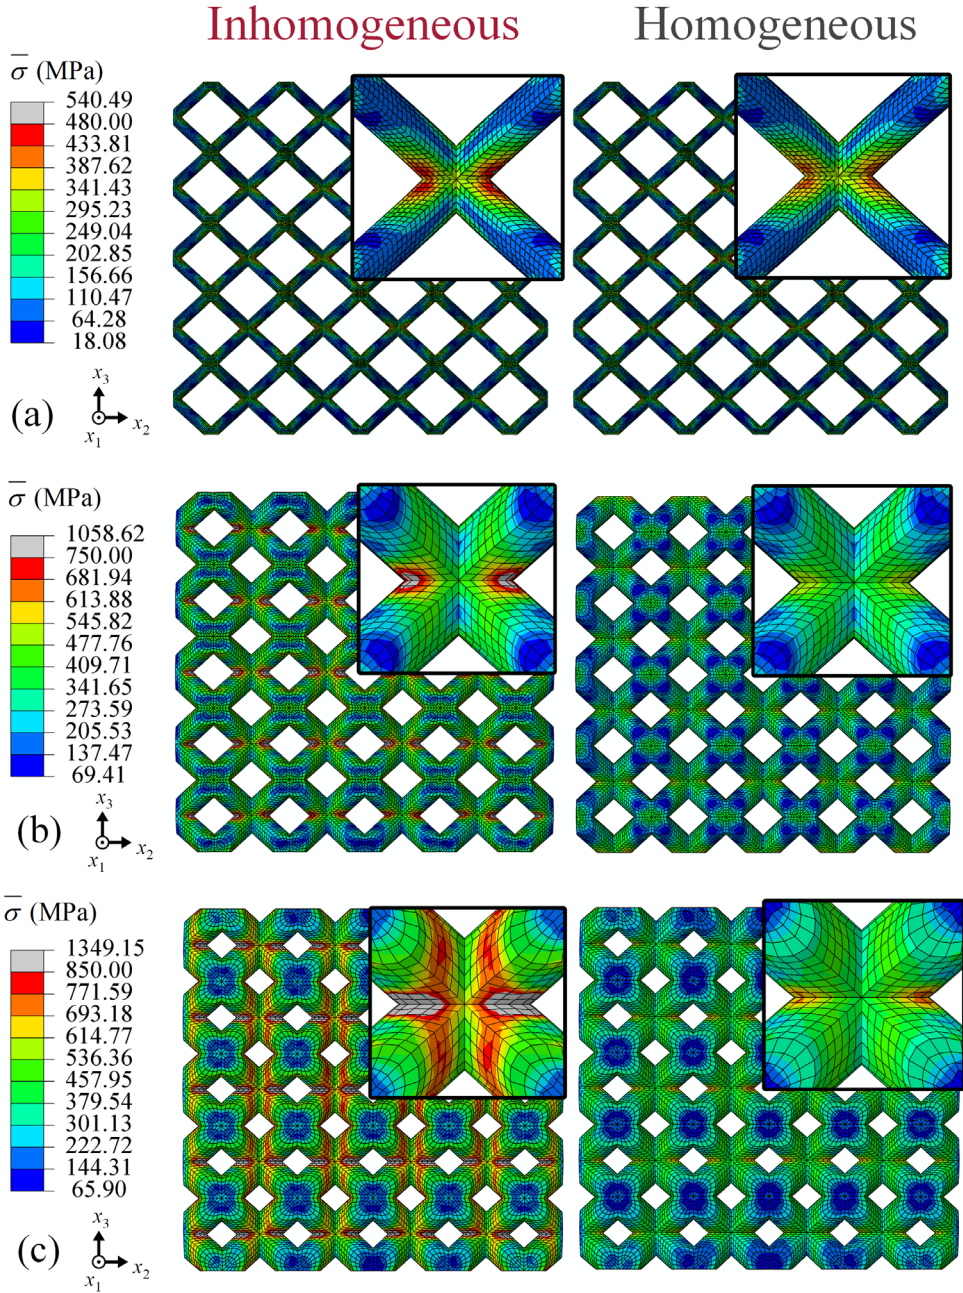 Inhomogeneous Homogeneous
σ̅ (MPa)
540.49
480.00
433.81
387.62
341.43
295.23
249.04
202.85
156.66
110.47
64.28
18.08
(a)
x₃
x₂
x₁
σ̅ (MPa)
1058.62
750.00
681.94
613.88
545.82
477.76
409.71
341.65
273.59
205.53
137.47
69.41
(b)
x₃
x₂
x₁
σ̅ (MPa)
1349.15
850.00
771.59
693.18
614.77
536.36
457.95
379.54
301.13
222.72
144.31
65.90
(c)
x₃
x₂
x₁